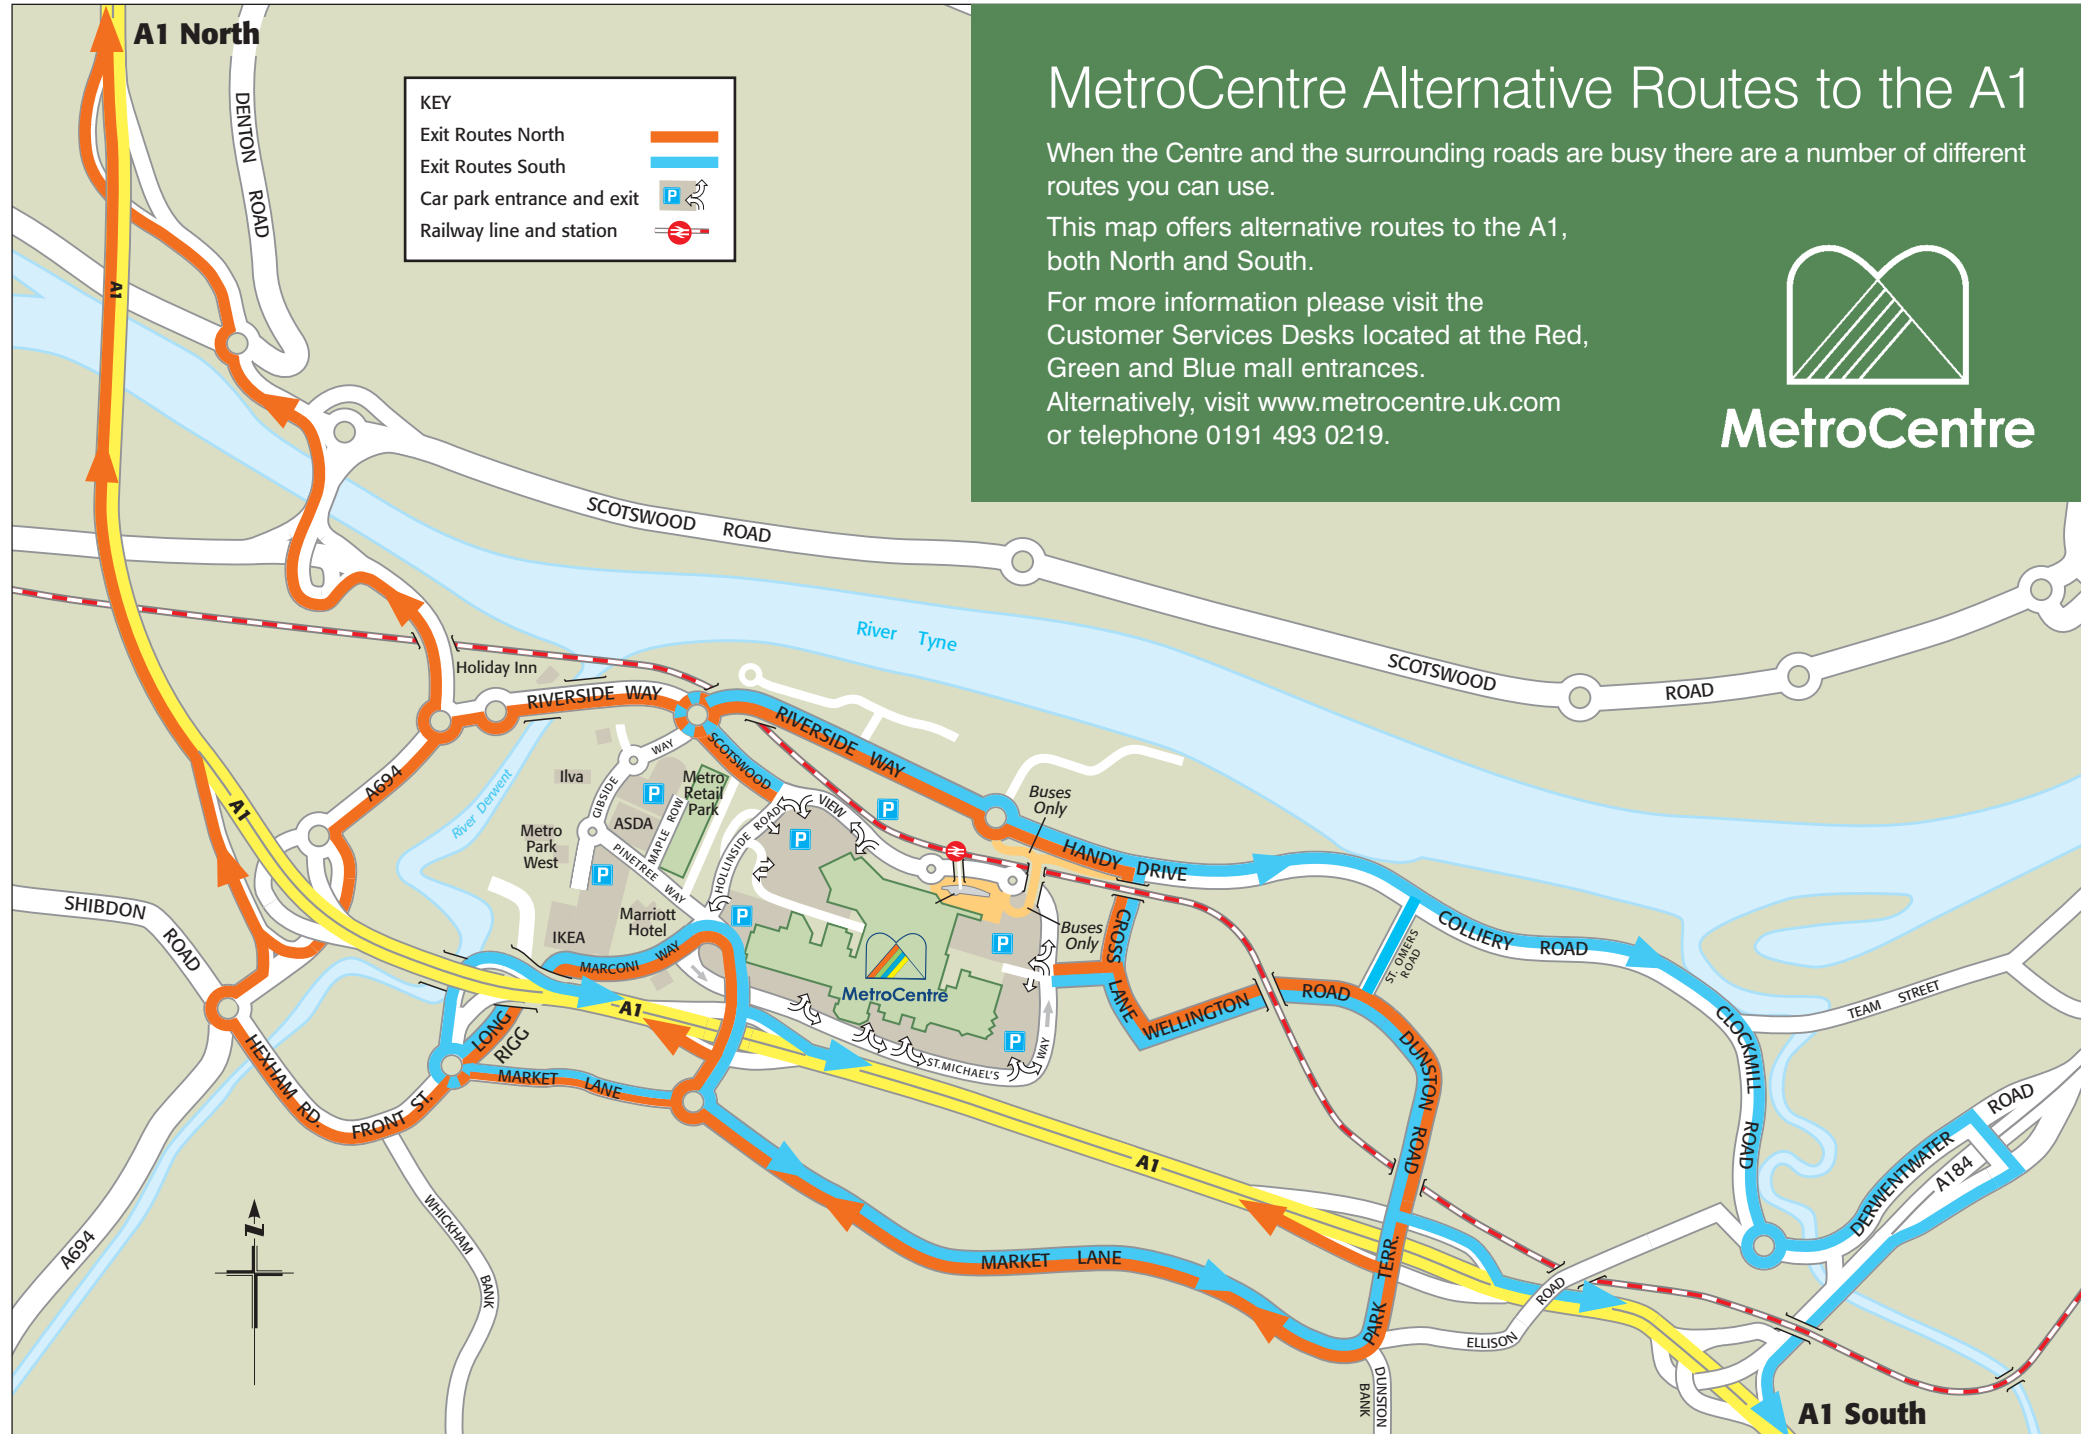 A1 North
KEY
Exit Routes North
Exit Routes South
Car park entrance and exit
P
Railway line and station
MetroCentre Alternative Routes to the A1
When the Centre and the surrounding roads are busy there are a number of different
routes you can use.
This map offers alternative routes to the A1,
both North and South.
For more information please visit the
Customer Services Desks located at the Red,
Green and Blue mall entrances.
Alternatively, visit www.metrocentre.uk.com
or telephone 0191 493 0219.
MetroCentre
DENTON ROAD
A1
SCOTSWOOD ROAD
River Tyne
SCOTSWOOD ROAD
Holiday Inn
RIVERSIDE WAY
RIVERSIDE WAY
SCOTSWOOD
VIEW
WAY
GIBSIDE
Ilva
Metro
Retail
Park
P
P
P
ASDA
MAPLE ROW
HOLLINSIDE ROAD
PINETREE WAY
Metro
Park
West
P
P
Marriott
Hotel
IKEA
MARCONI WAY
A694
A1
River Derwent
Buses
Only
HANDY DRIVE
Buses
Only
CROSS
LANE
P
MetroCentre
P
ST.MICHAEL'S
WAY
WELLINGTON
ROAD
ST. OMERS
ROAD
COLLIERY ROAD
CLOCKMILL
ROAD
TEAM STREET
DUNSTON
ROAD
SHIBDON
ROAD
A1
LONG
RIGG
MARKET LANE
HEXHAM RD.
FRONT ST.
A694
WHICKHAM
BANK
N
A1
MARKET LANE
PARK TERR.
ELLISON
ROAD
DUNSTON
BANK
DERWENTWATER
ROAD
A184
A1 South